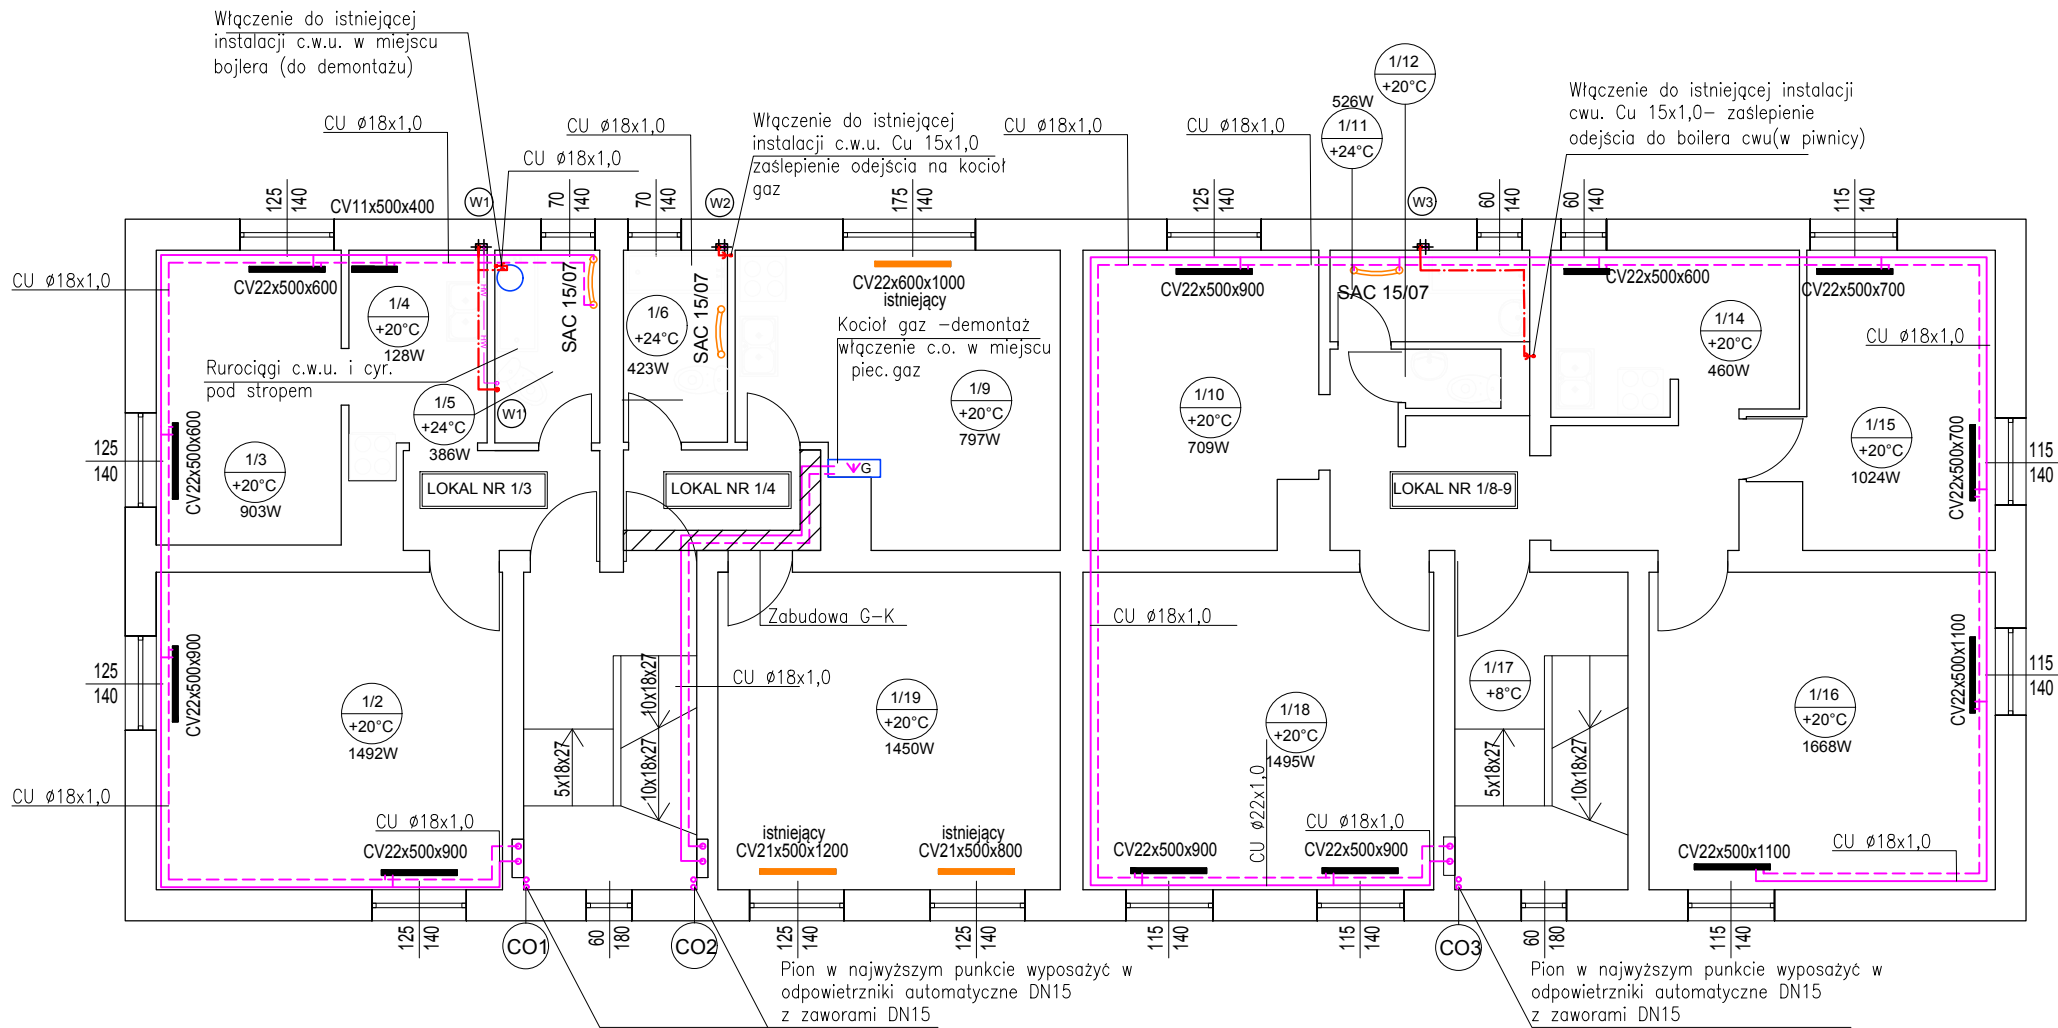 Włączenie do istniejącej
instalacji c.w.u. w miejscu
bojlera (do demontażu)
CU ø18x1,0
CU ø18x1,0
CU ø18x1,0
Włączenie do istniejącej
instalacji c.w.u. Cu 15x1,0
zaślepienie odejścia na kocioł
gaz
CU ø18x1,0
CU ø18x1,0
1/12
+20°C
526W
1/11
+24°C
Włączenie do istniejącej instalacji
cwu. Cu 15x1,0– zaślepienie
odejścia do boilera cwu(w piwnicy)
125
140
CV11x500x400
W1
70
140
70
140
W2
175
140
125
140
W3
60
140
60
140
115
140
CU ø18x1,0
CV22x500x600
1/4
+20°C
128W
HW
HW
SAC 15/07
1/6
+24°C
423W
SAC 15/07
CV22x600x1000
istniejący
Kocioł gaz –demontaż
włączenie c.o. w miejscu
piec.gaz
CV22x500x900
SAC 15/07
CV22x500x600
CV22x500x700
1/14
+20°C
460W
CU ø18x1,0
Rurociągi c.w.u. i cyr.
pod stropem
1/5
+24°C
386W
W1'
1/9
+20°C
797W
1/10
+20°C
709W
1/15
+20°C
1024W
125
140
CV22x500x600
1/3
+20°C
903W
LOKAL NR 1/3
LOKAL NR 1/4
G
LOKAL NR 1/8-9
CV22x500x700
115
140
Zabudowa G–K
CU ø18x1,0
125
140
CV22x500x900
1/2
+20°C
1492W
CU ø18x1,0
10x18x27
10x18x27
5x18x27
1/19
+20°C
1450W
1/18
+20°C
1495W
CU ø22x1,0
1/17
+8°C
5x18x27
10x18x27
1/16
+20°C
1668W
CV22x500x1100
115
140
CU ø18x1,0
CU ø18x1,0
CV22x500x900
istniejący
CV21x500x1200
istniejący
CV21x500x800
CV22x500x900
CU ø18x1,0
CV22x500x900
CV22x500x1100
CU ø18x1,0
125
140
CO1
60
180
CO2
125
140
125
140
115
140
115
140
CO3
60
180
115
140
Pion w najwyższym punkcie wyposażyć w
odpowietrzniki automatyczne DN15
z zaworami DN15
Pion w najwyższym punkcie wyposażyć w
odpowietrzniki automatyczne DN15
z zaworami DN15